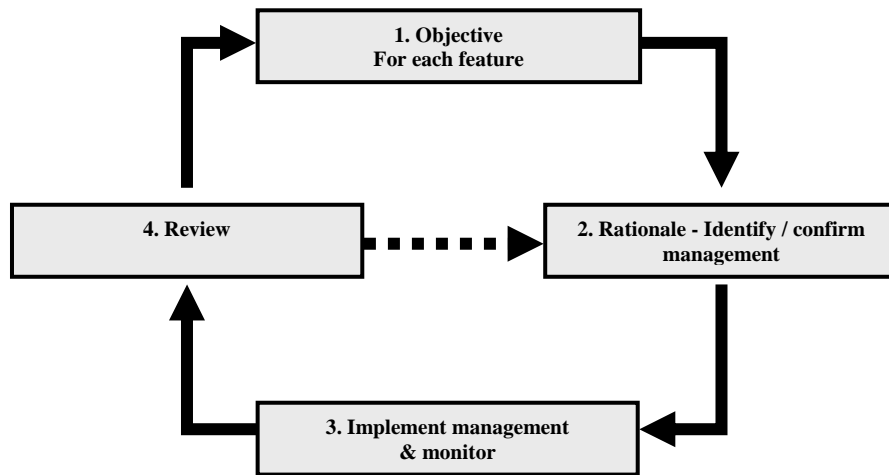 1. Objective
For each feature
4. Review
2. Rationale - Identify / confirm
management
3. Implement management
& monitor